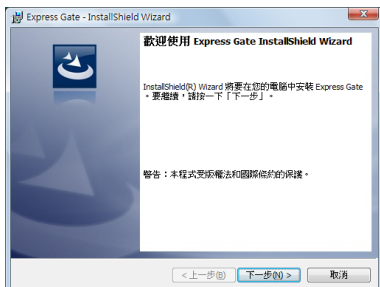 Express Gate - InstallShield Wizard
歡迎使用 Express Gate InstallShield Wizard
InstallShield(R) Wizard 將要在您的電腦中安裝 Express Gate
。要繼續，請按一下「下一步」。
警告：本程式受版權法和國際條約的保護。
< 上一步(B)
下一步(N) >
取消